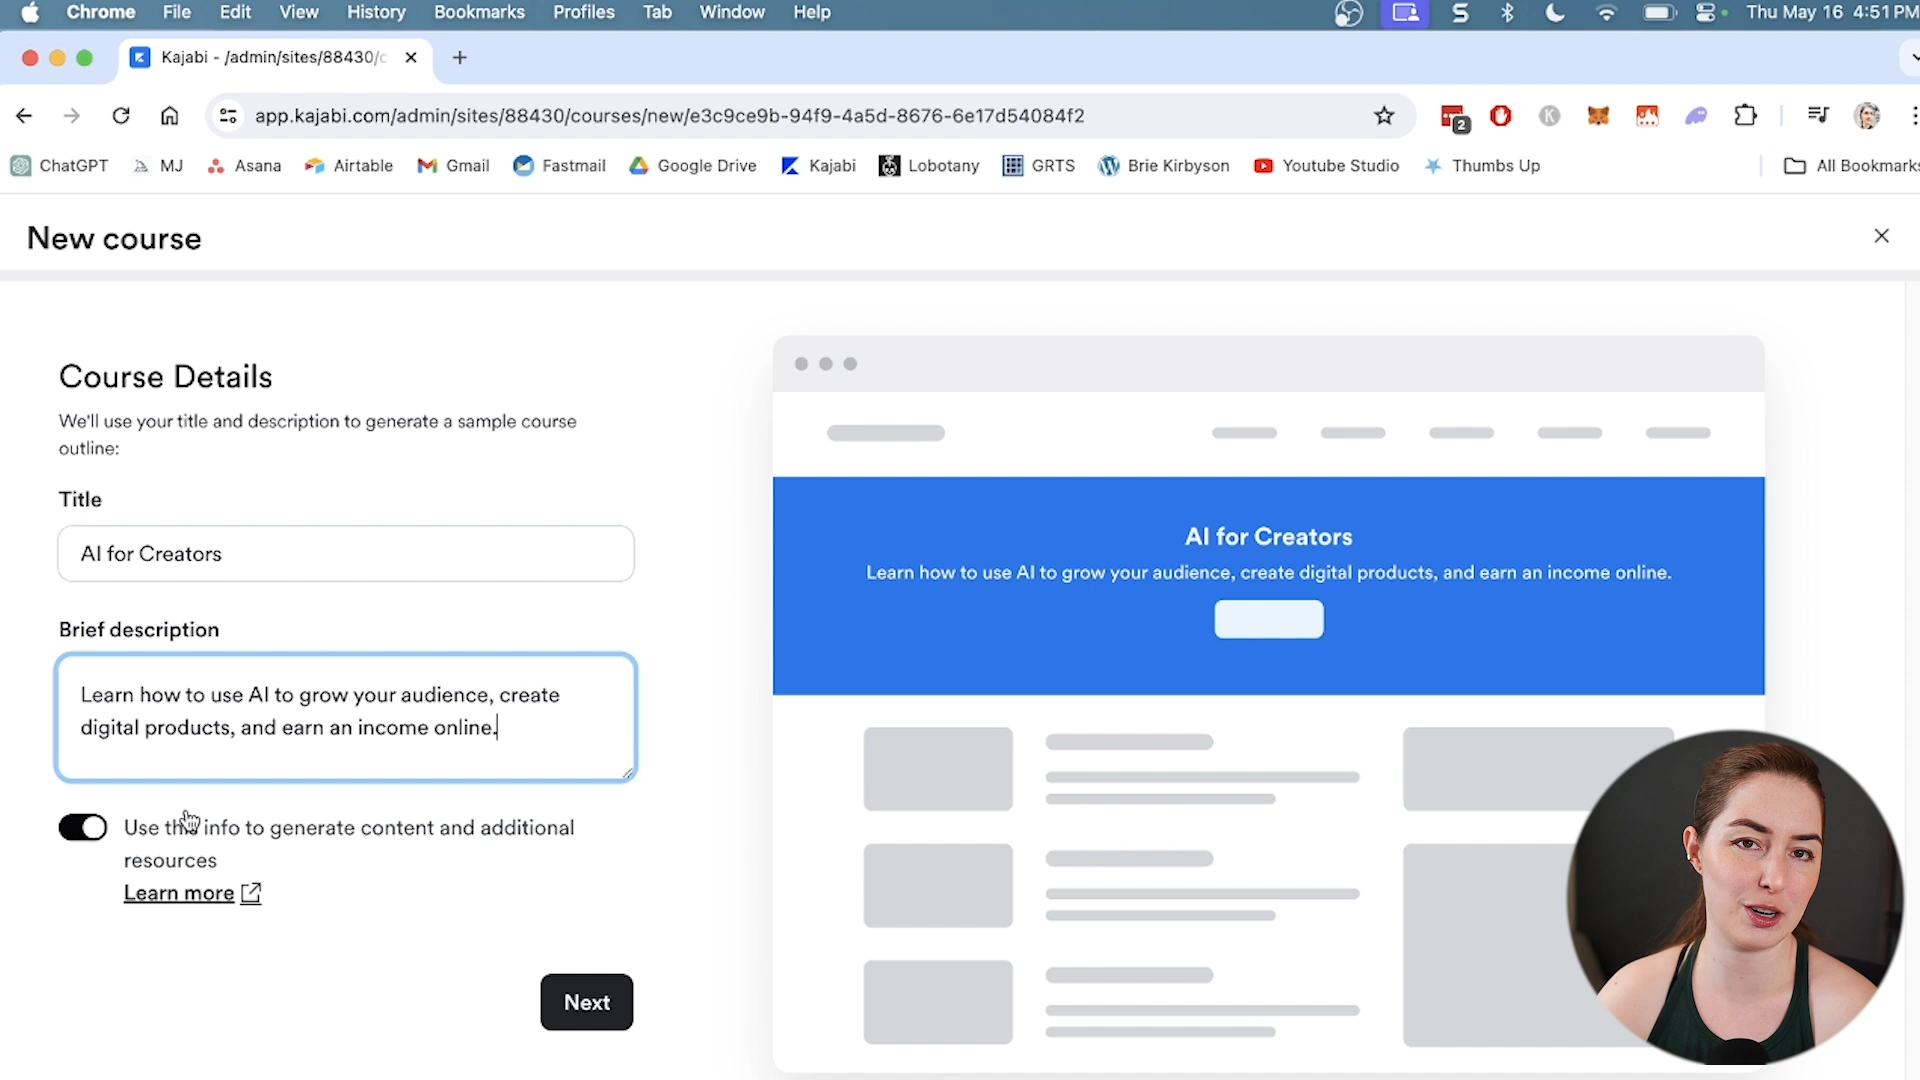 Chrome File Edit View History Bookmarks Profiles Tab Window Help Thu May 16 4:51PM
Kajabi - /admin/sites/88430/c
app.kajabi.com/admin/sites/88430/courses/new/e3c9ce9b-94f9-4a5d-8676-6e17d54084f2 2
ChatGPT MJ Asana Airtable Gmail Fastmail Google Drive Kajabi Lobotany GRTS Brie Kirbyson Youtube Studio Thumbs Up All Bookmarks
New course
Course Details
We'll use your title and description to generate a sample course
outline:
Title
AI for Creators
Brief description
Learn how to use AI to grow your audience, create
digital products, and earn an income online.
Use this info to generate content and additional
resources
Learn more
Next
AI for Creators
Learn how to use AI to grow your audience, create digital products, and earn an income online.